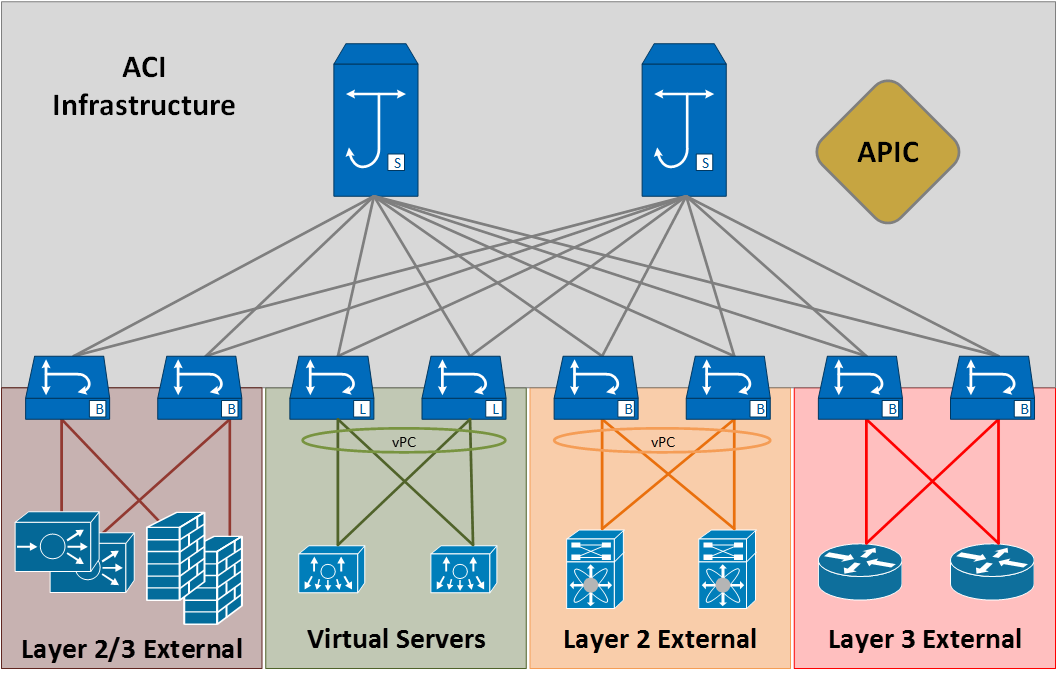 ACI
Infrastructure
S
S
APIC
B
B
L
L
B
B
B
B
vPC
vPC
Layer 2/3 External
Virtual Servers
Layer 2 External
Layer 3 External